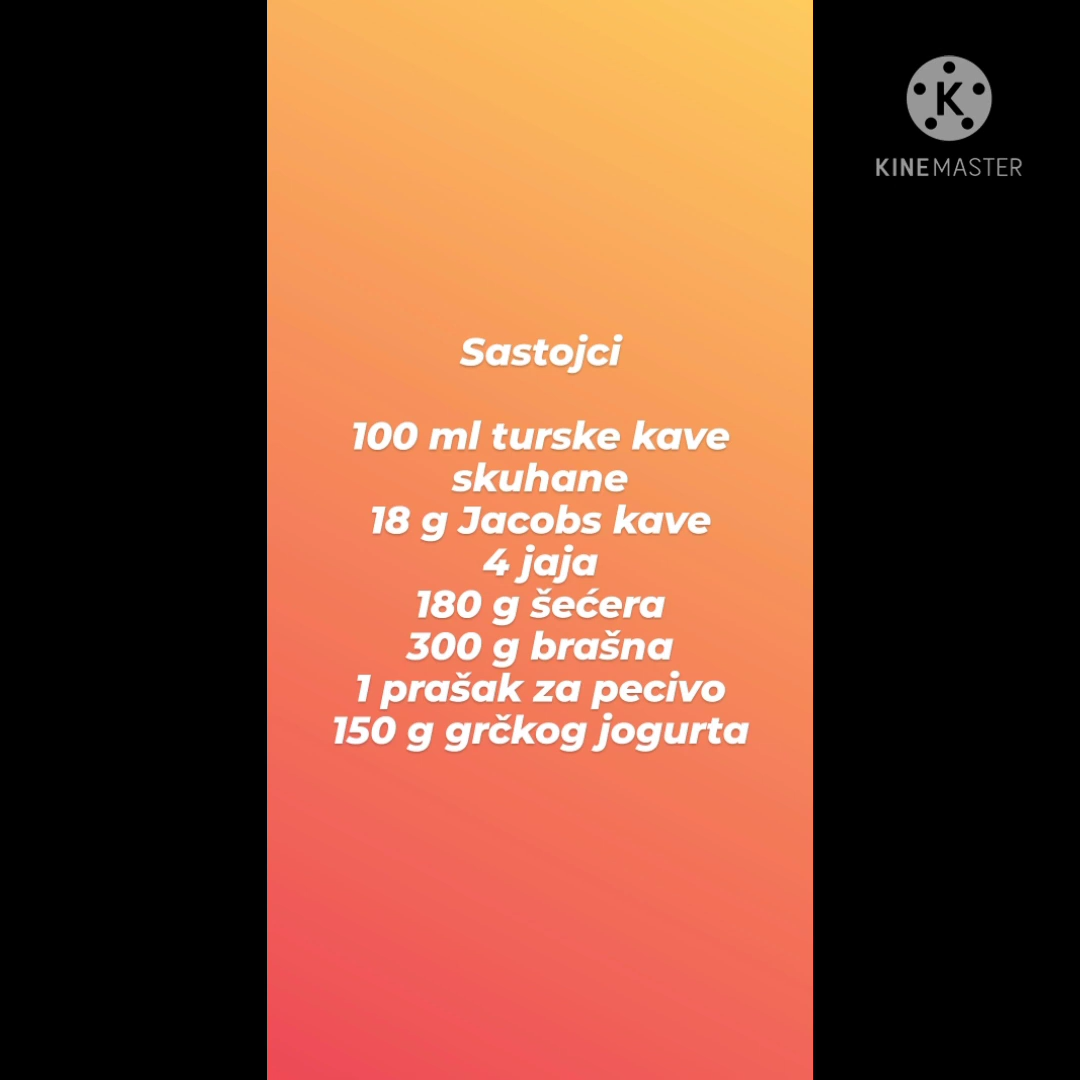 Sastojci
100 ml turske kave
skuhane
18 g Jacobs kave
4 jaja
180 g šećera
300 g brašna
1 prašak za pecivo
150 g grčkog jogurta
K
KINEMASTER